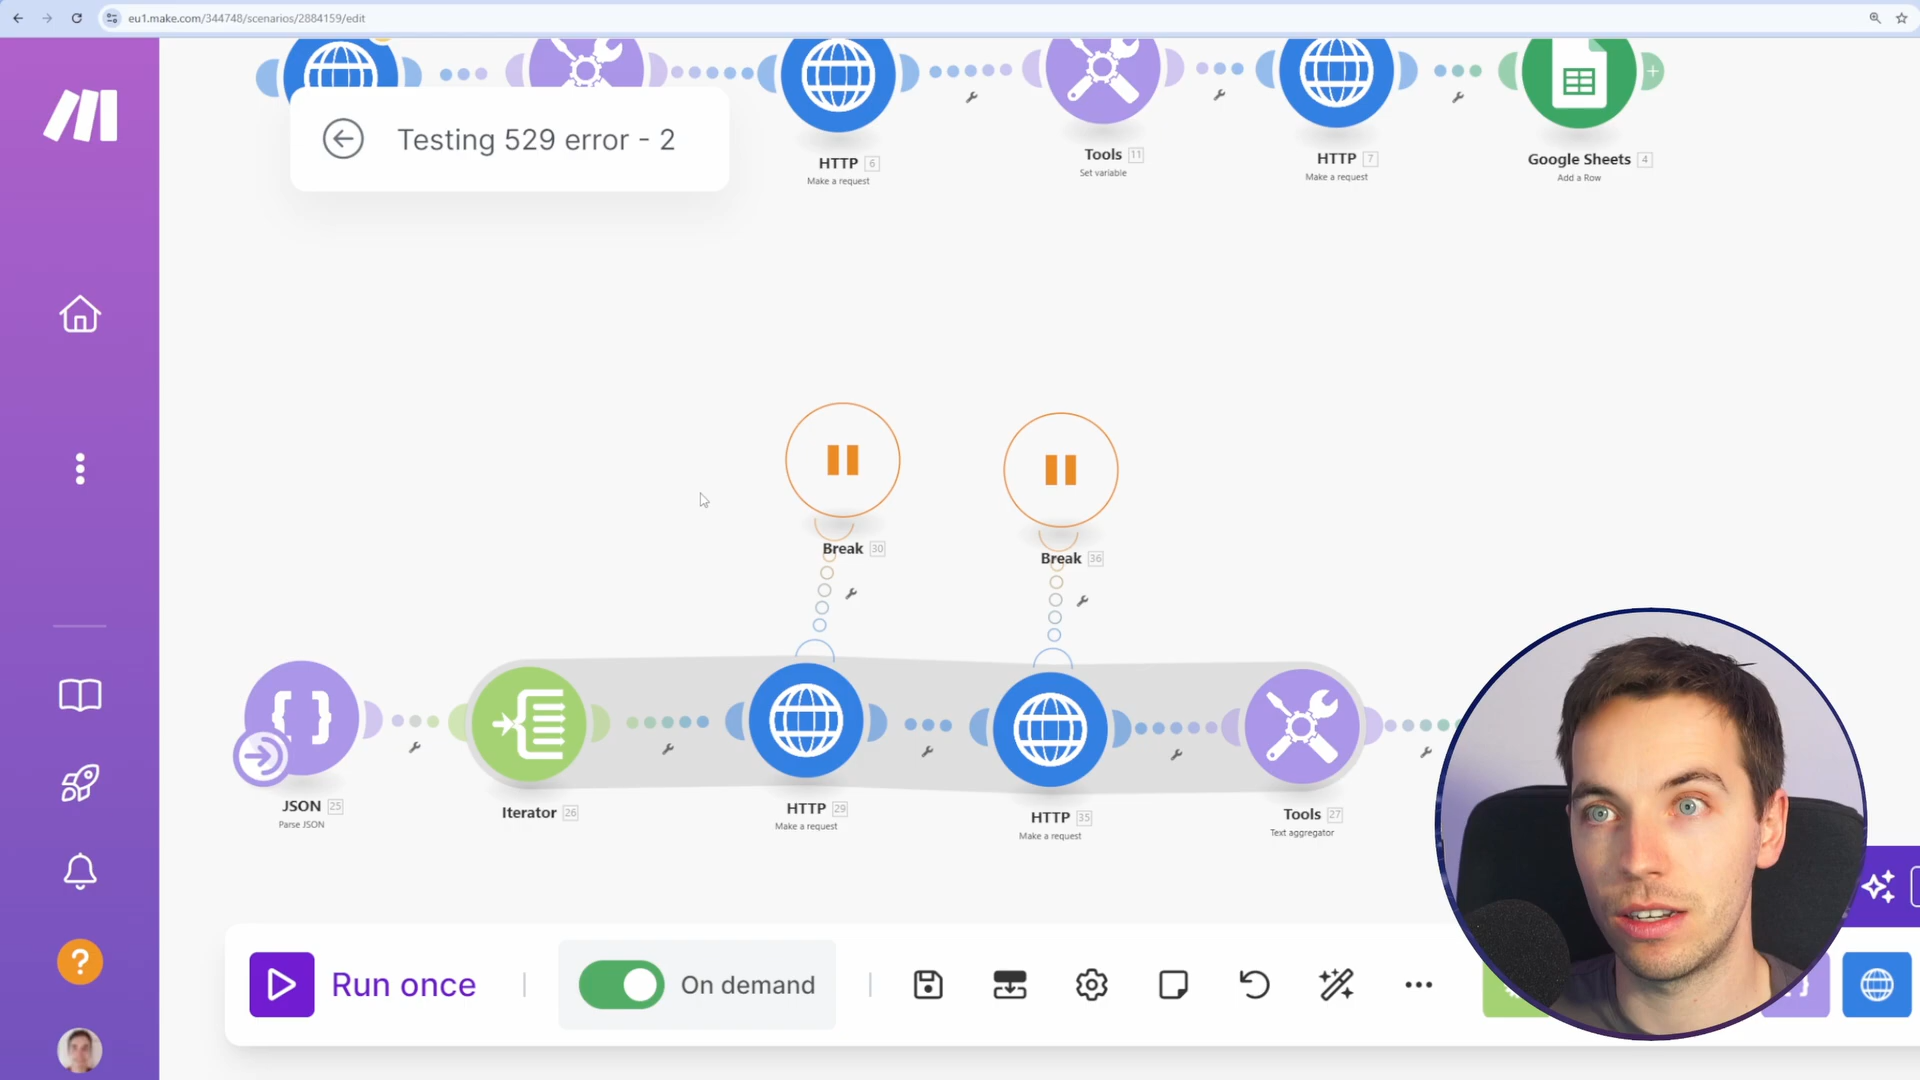 eu1.make.com/344748/scenarios/2884159/edit
Testing 529 error - 2
HTTP 6
Make a request
Tools 11
Set variable
HTTP 7
Make a request
Google Sheets 4
Add a Row
Break 30
Break 36
JSON 25
Parse JSON
Iterator 26
HTTP 29
Make a request
HTTP 35
Make a request
Tools 27
Text aggregator
?
Run once
On demand